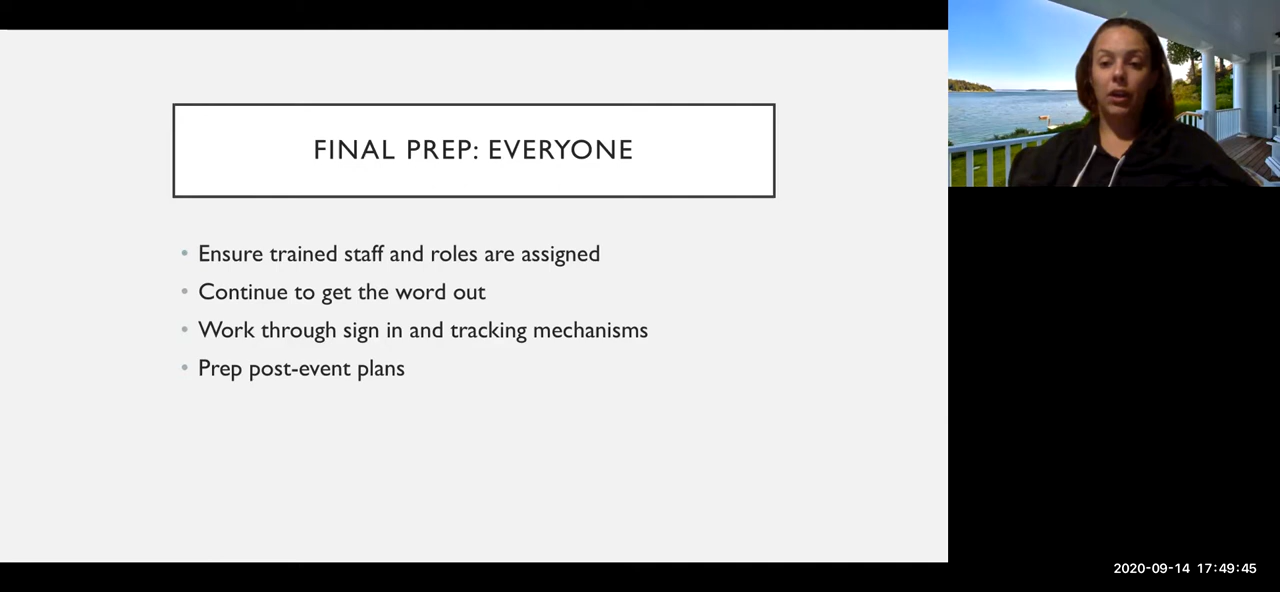 FINAL PREP: EVERYONE
• Ensure trained staff and roles are assigned
• Continue to get the word out
• Work through sign in and tracking mechanisms
• Prep post-event plans
2020-09-14 17:49:45